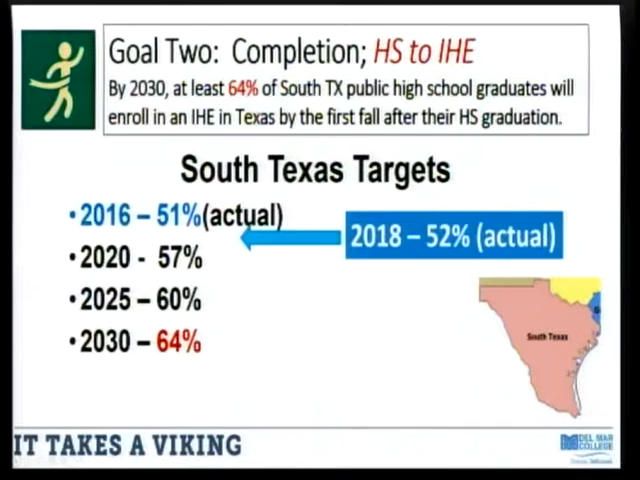 Goal Two: Completion; HS to IHE
By 2030, at least 64% of South TX public high school graduates will
enroll in an IHE in Texas by the first fall after their HS graduation.
South Texas Targets
•2016 – 51%(actual)
2018 – 52% (actual)
•2020 - 57%
•2025 – 60%
•2030 – 64%
South Texas
IT TAKES A VIKING
DEL MAR
COLLEGE